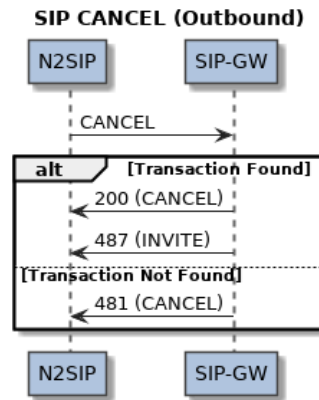 SIP CANCEL (Outbound)
N2SIP SIP-GW
CANCEL
alt [Transaction Found]
200 (CANCEL)
487 (INVITE)
[Transaction Not Found]
481 (CANCEL)
N2SIP SIP-GW